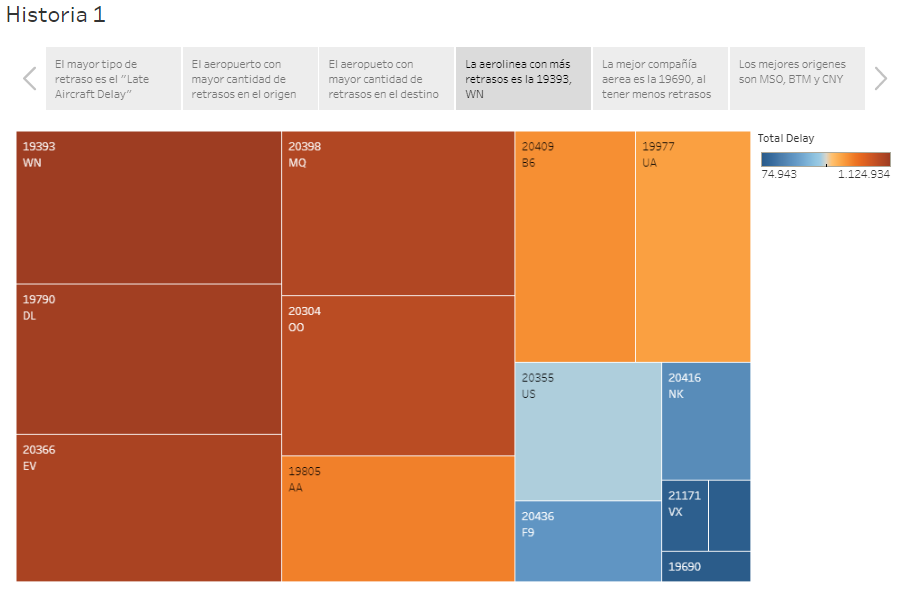 Historia 1
El mayor tipo de
retraso es el "Late
Aircraft Delay"
El aeropuerto con
mayor cantidad de
retrasos en el origen
El aeropueto con
mayor cantidad de
retrasos en el destino
La aerolinea con más
retrasos es la 19393,
WN
La mejor compañía
aerea es la 19690, al
tener menos retrasos
Los mejores origenes
son MSO, BTM y CNY
19393
WN
19790
DL
20366
EV
20398
MQ
20304
OO
19805
AA
20409
B6
19977
UA
20355
US
20436
F9
20416
NK
21171
VX
19690
Total Delay
74.943
1.124.934